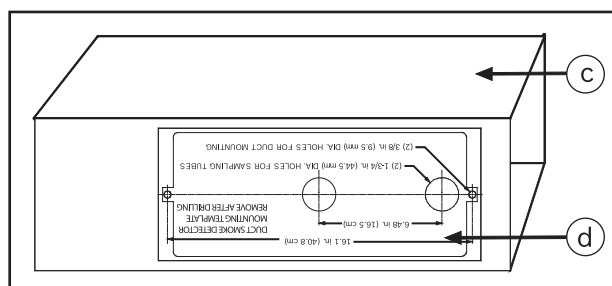 c
(2) 3/8 in. (9.5 mm) DIA. HOLES FOR DUCT MOUNTING
(2) 1-3/4 in. (44.5 mm) DIA. HOLES FOR SAMPLING TUBES
DUCT SMOKE DETECTOR
MOUNTING TEMPLATE
REMOVE AFTER DRILLING
6.48 in. (16.5 cm)
16.1 in. (40.8 cm)
d